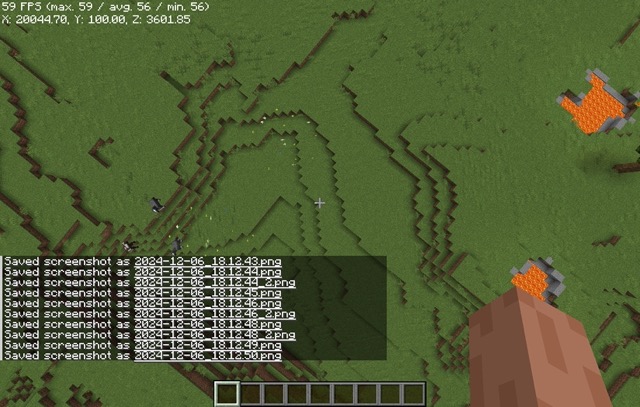 59 FPS (max. 59 / avg. 56 / min. 56)
X: 20044.70, Y: 100.00, Z: 3601.85
Saved screenshot as 2024-12-06_18.12.43.png
Saved screenshot as 2024-12-06_18.12.44.png
Saved screenshot as 2024-12-06_18.12.44_2.png
Saved screenshot as 2024-12-06_18.12.45.png
Saved screenshot as 2024-12-06_18.12.46.png
Saved screenshot as 2024-12-06_18.12.46_2.png
Saved screenshot as 2024-12-06_18.12.48.png
Saved screenshot as 2024-12-06_18.12.48_2.png
Saved screenshot as 2024-12-06_18.12.49.png
Saved screenshot as 2024-12-06_18.12.50.png